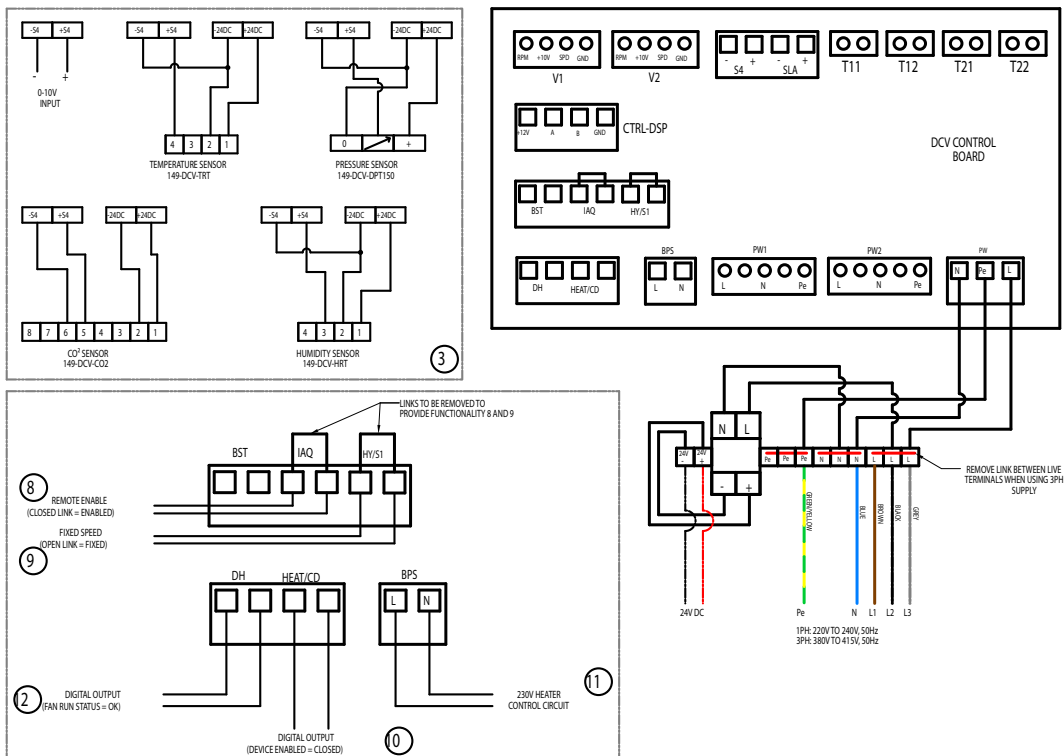 -S4 +S4
- +
0-10V
INPUT
-S4 +S4 -24DC +24DC
4 3 2 1
TEMPERATURE SENSOR
149-DCV-TRT
-S4 +S4 -24DC +24DC
0 +
PRESSURE SENSOR
149-DCV-DPT150
-S4 +S4 -24DC +24DC
8 7 6 5 4 3 2 1
CO² SENSOR
149-DCV-CO2
-S4 +S4 -24DC +24DC
4 3 2 1
HUMIDITY SENSOR
149-DCV-HRT
3
RPM +10V SPD GND
V1
RPM +10V SPD GND
V2
- + - +
S4 SLA
T11
T12
T21
T22
+12V A B GND
CTRL-DSP
DCV CONTROL
BOARD
BST IAQ HY/S1
DH HEAT/CD
BPS
L N
PW1
L N Pe
PW2
L N Pe
PW
N Pe L
LINKS TO BE REMOVED TO
PROVIDE FUNCTIONALITY 8 AND 9
BST IAQ HY/S1
8
REMOTE ENABLE
(CLOSED LINK = ENABLED)
FIXED SPEED
(OPEN LINK = FIXED)
9
DH HEAT/CD
BPS
L N
12
DIGITAL OUTPUT
(FAN RUN STATUS = OK)
DIGITAL OUTPUT
(DEVICE ENABLED = CLOSED)
10
230V HEATER
CONTROL CIRCUIT
11
N L
24V - 24V +
- +
Pe Pe Pe N N N L L L
REMOVE LINK BETWEEN LIVE
TERMINALS WHEN USING 3PH
SUPPLY
GREEN/YELLOW
BLUE
BROWN
BLACK
GREY
24V DC
Pe N L1 L2 L3
1PH: 220V TO 240V, 50Hz
3PH: 380V TO 415V, 50Hz